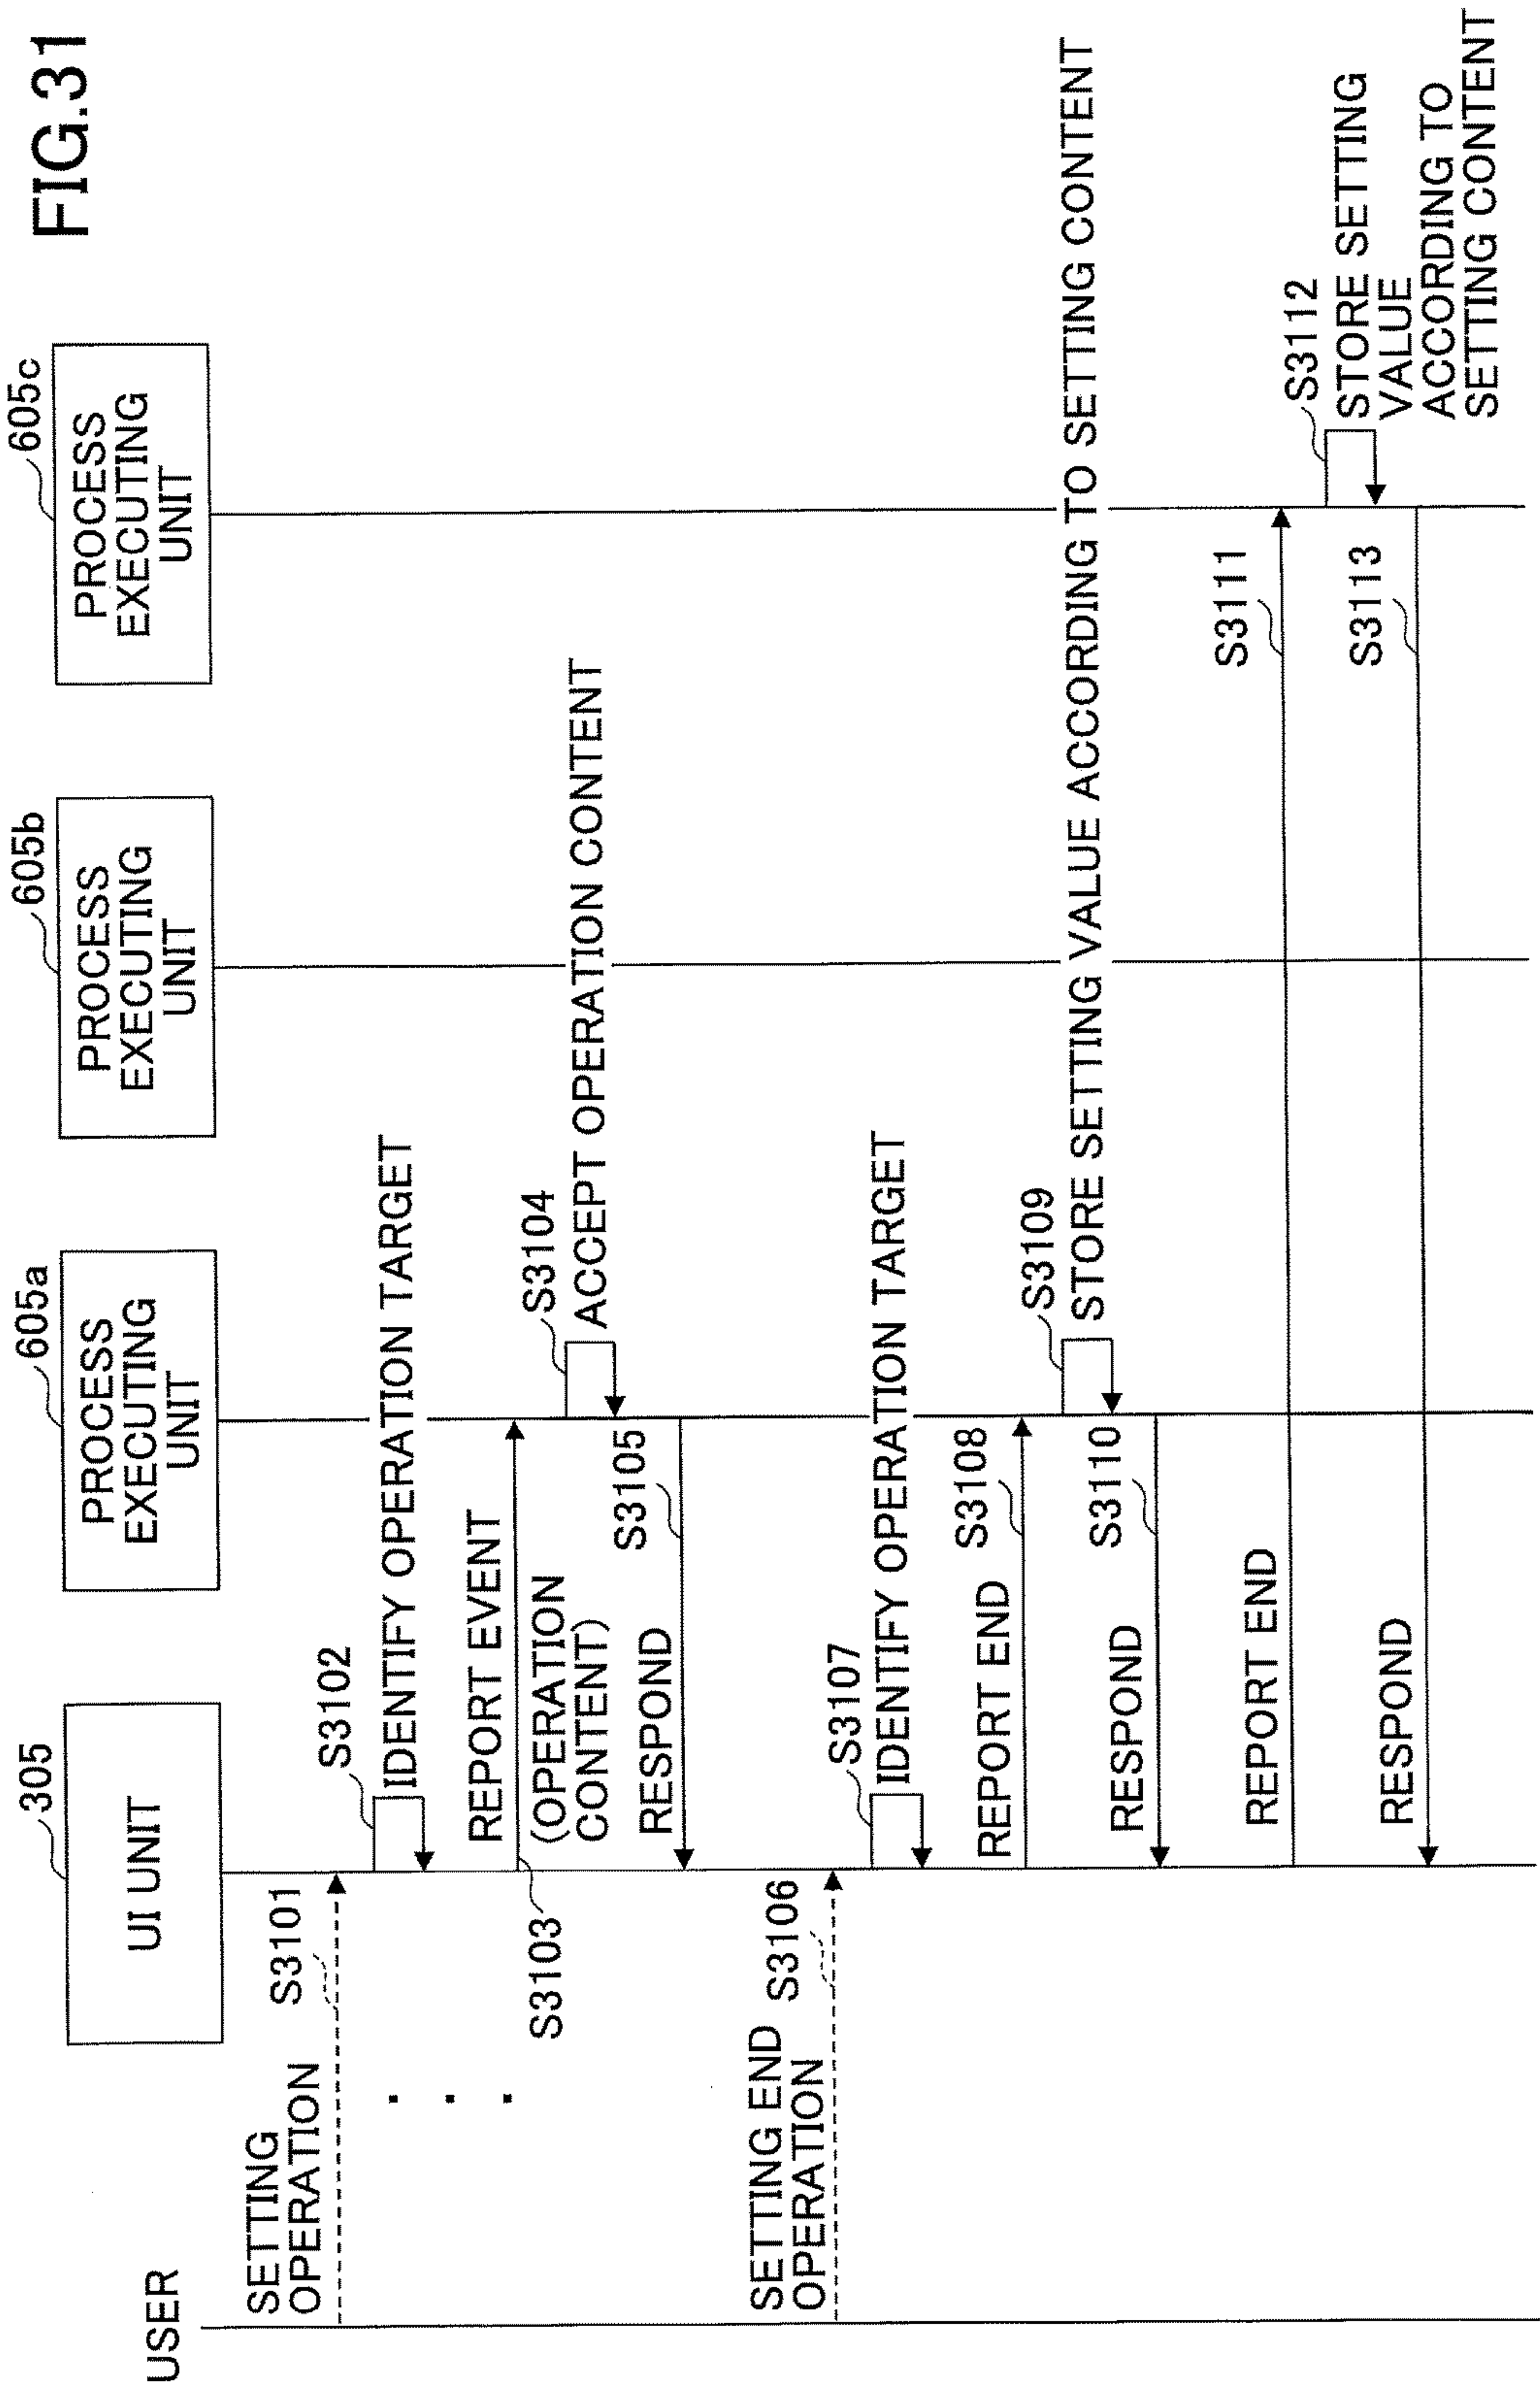 FIG.31
USER
305
UI UNIT
605a
PROCESS
EXECUTING
UNIT
605b
PROCESS
EXECUTING
UNIT
605c
PROCESS
EXECUTING
UNIT
SETTING
OPERATION
S3101
S3102
IDENTIFY OPERATION TARGET
REPORT EVENT
S3103
(OPERATION
CONTENT)
S3104
ACCEPT OPERATION CONTENT
S3105
RESPOND
SETTING END
OPERATION
S3106
S3107
IDENTIFY OPERATION TARGET
REPORT END
S3108
S3109
STORE SETTING VALUE ACCORDING TO SETTING CONTENT
RESPOND
S3110
REPORT END
S3111
S3112
STORE SETTING
VALUE
ACCORDING TO
SETTING CONTENT
RESPOND
S3113